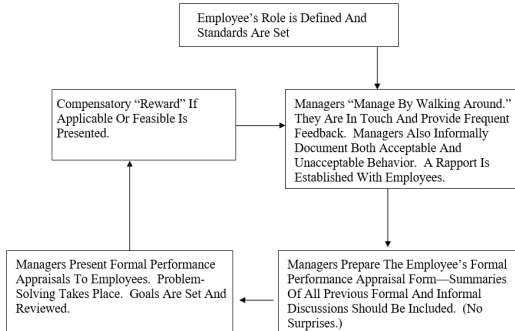 Employee’s Role is Defined And
Standards Are Set
Compensatory “Reward” If
Applicable Or Feasible Is
Presented.
Managers “Manage By Walking Around.”
They Are In Touch And Provide Frequent
Feedback.  Managers Also Informally
Document Both Acceptable And
Unacceptable Behavior.  A Rapport Is
Established With Employees.
Managers Present Formal Performance
Appraisals To Employees.  Problem-
Solving Takes Place.  Goals Are Set And
Reviewed.
Managers Prepare The Employee’s Formal
Performance Appraisal Form—Summaries
Of All Previous Formal And Informal
Discussions Should Be Included.  (No
Surprises.)